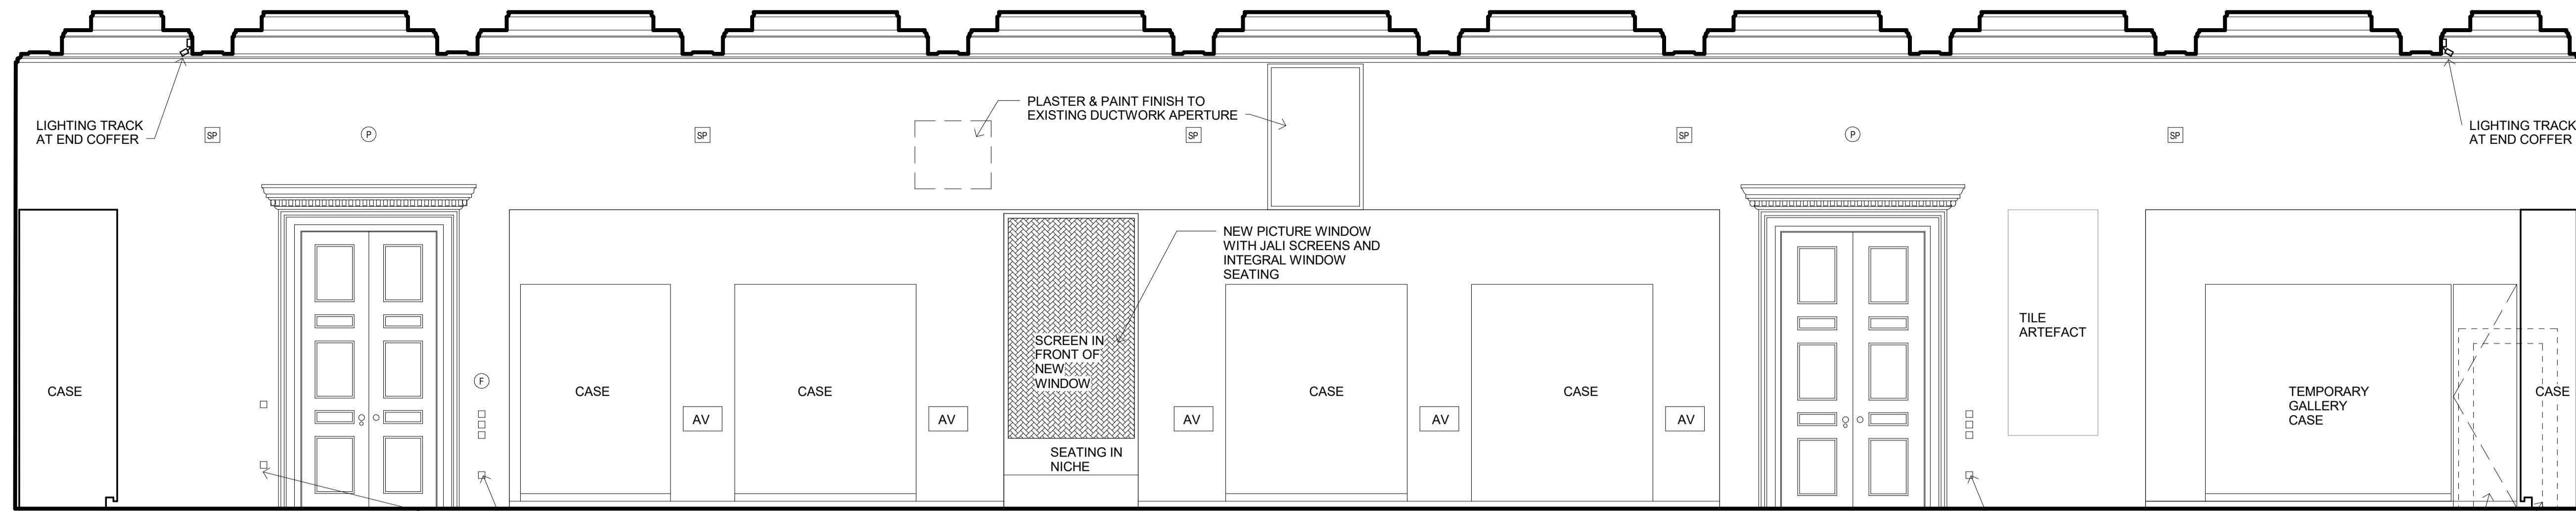 LIGHTING TRACK
AT END COFFER
SP
P
SP
PLASTER & PAINT FINISH TO
EXISTING DUCTWORK APERTURE
SP
SP
P
SP
LIGHTING TRACK
AT END COFFER
NEW PICTURE WINDOW
WITH JALI SCREENS AND
INTEGRAL WINDOW
SEATING
TILE
ARTEFACT
SCREEN IN
FRONT OF
NEW
WINDOW
F
CASE
CASE
CASE
CASE
CASE
TEMPORARY
GALLERY
CASE
CASE
AV
AV
AV
AV
AV
SEATING IN
NICHE